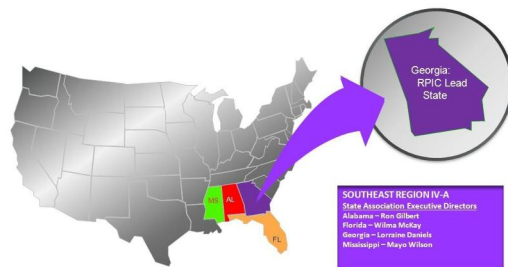 Georgia:
RPIC Lead
State
MS
AL
FL
SOUTHEAST REGION IV-A
State Association Executive Directors
Alabama – Ron Gilbert
Florida – Wilma McKay
Georgia – Lorraine Daniels
Mississippi – Mayo Wilson